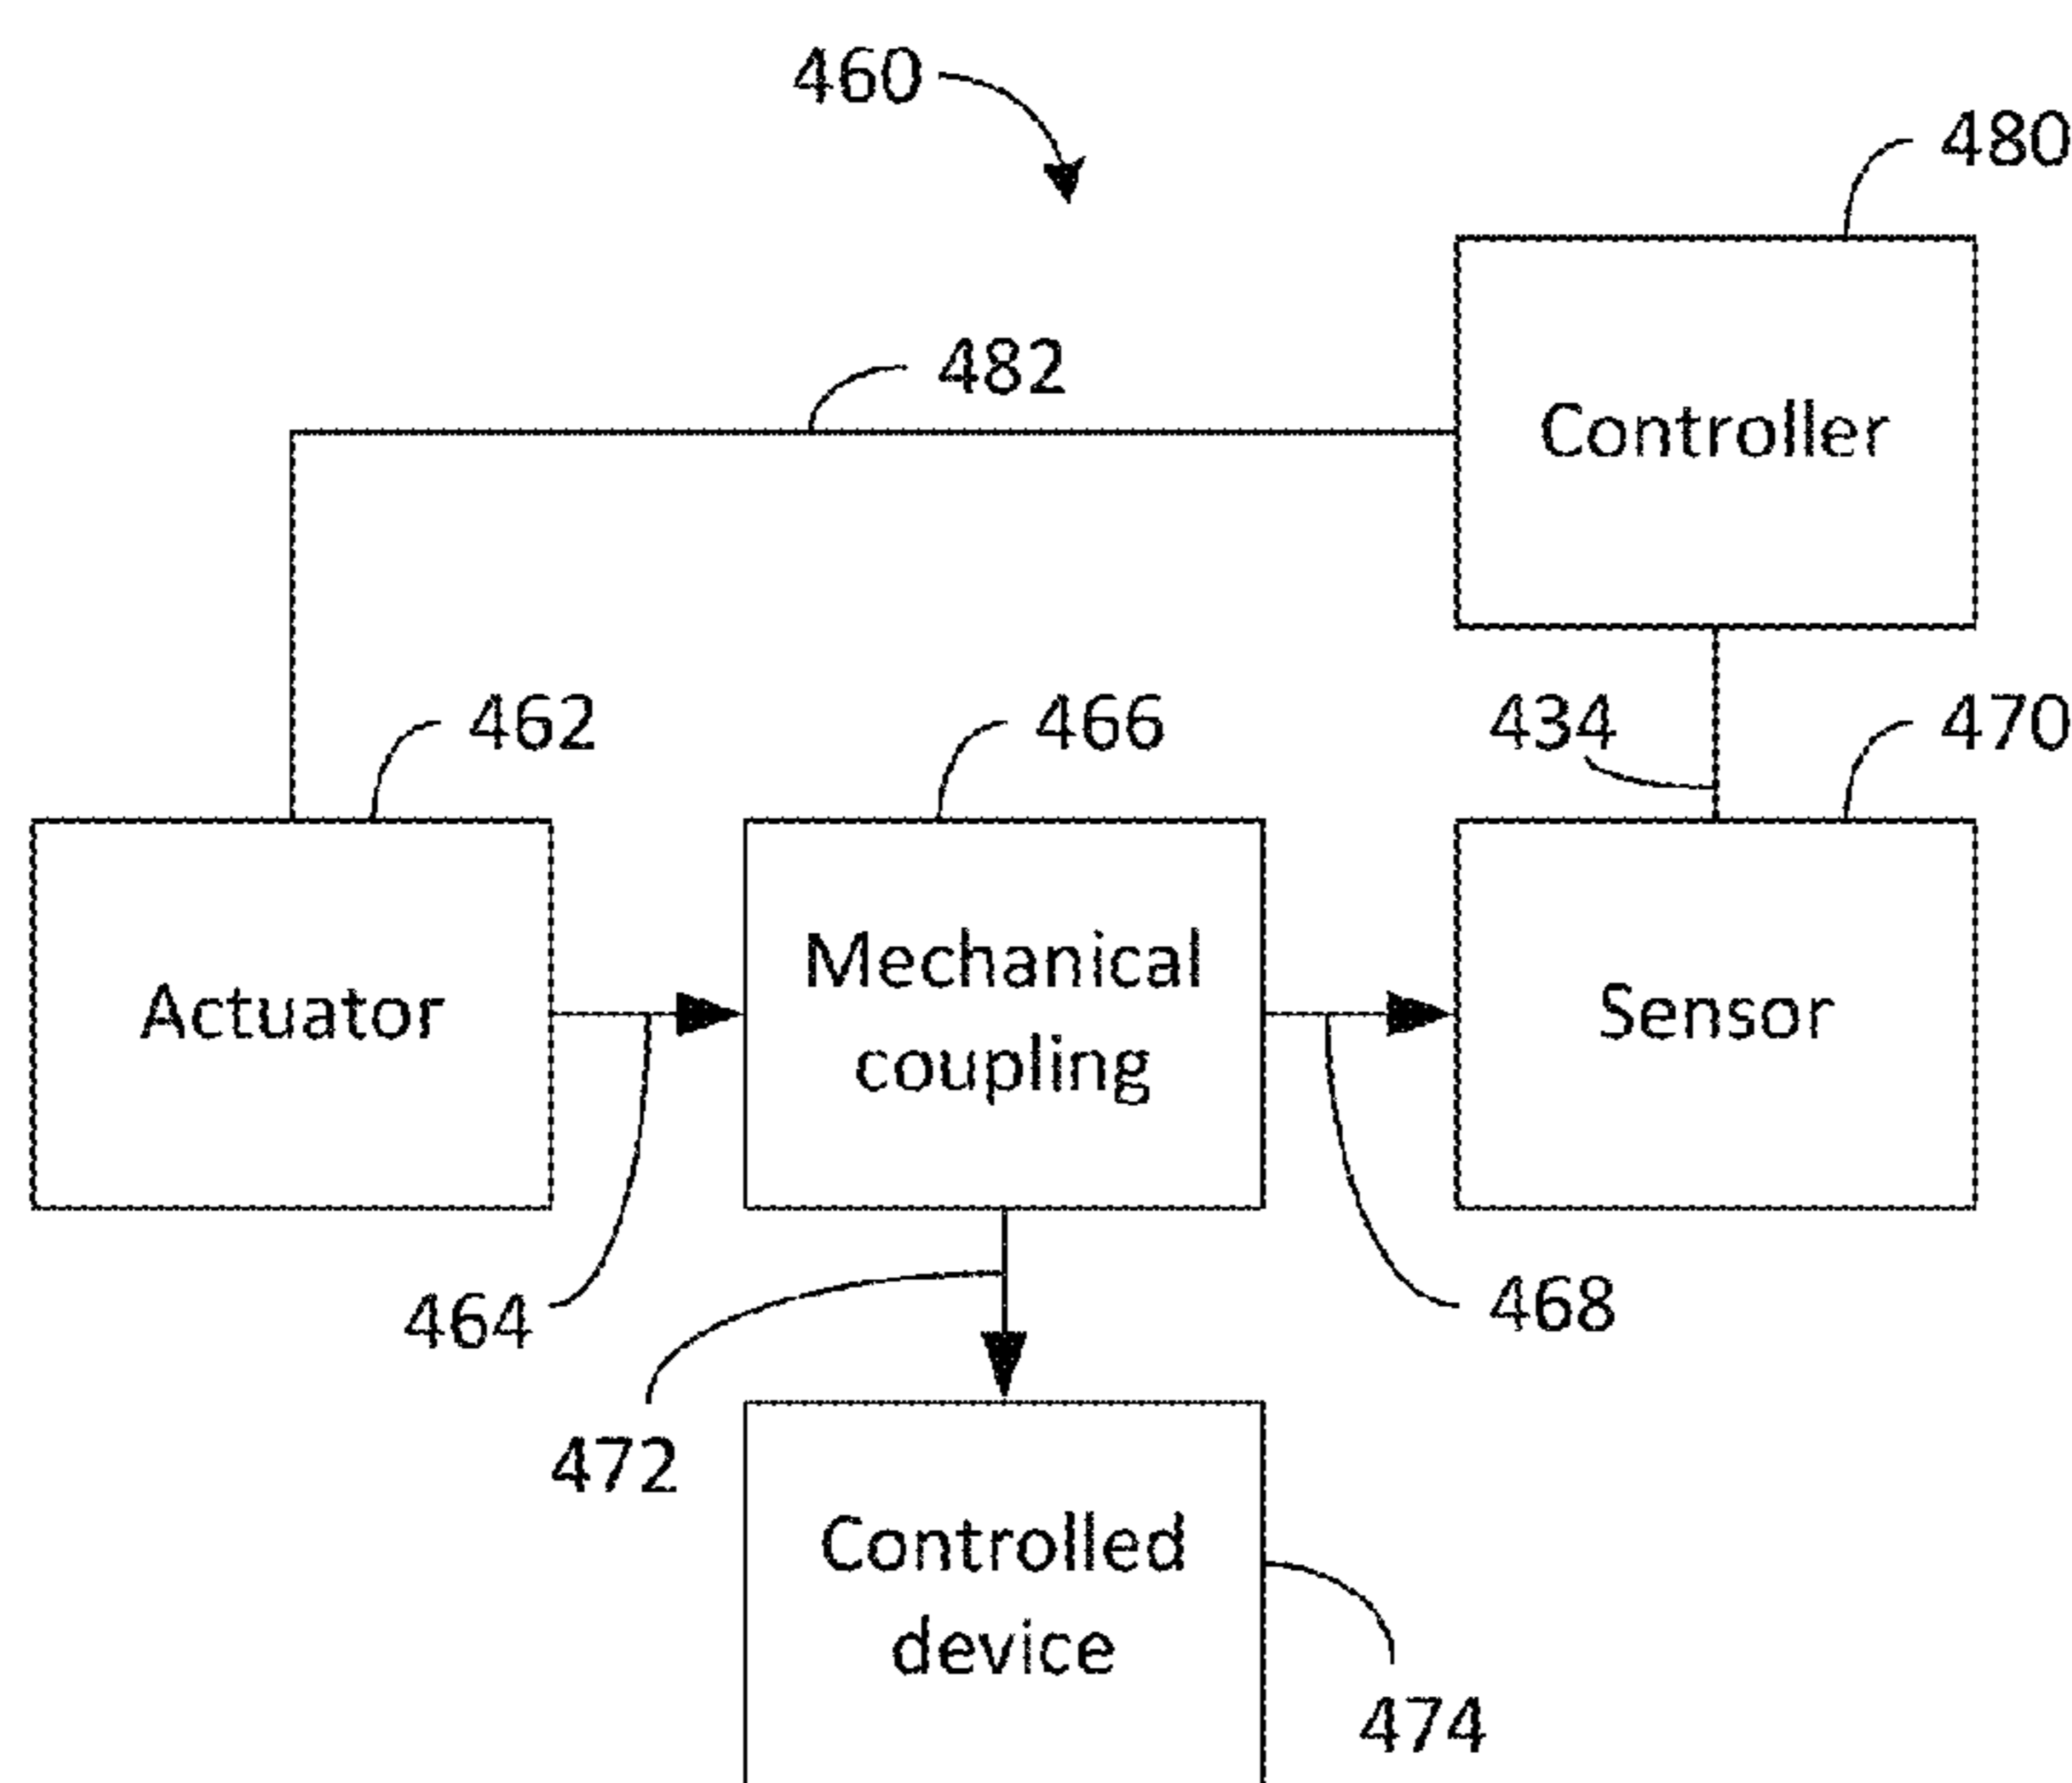 460
480
482
Controller
462
466
434
470
Actuator
Mechanical
coupling
Sensor
464
468
472
Controlled
device
474